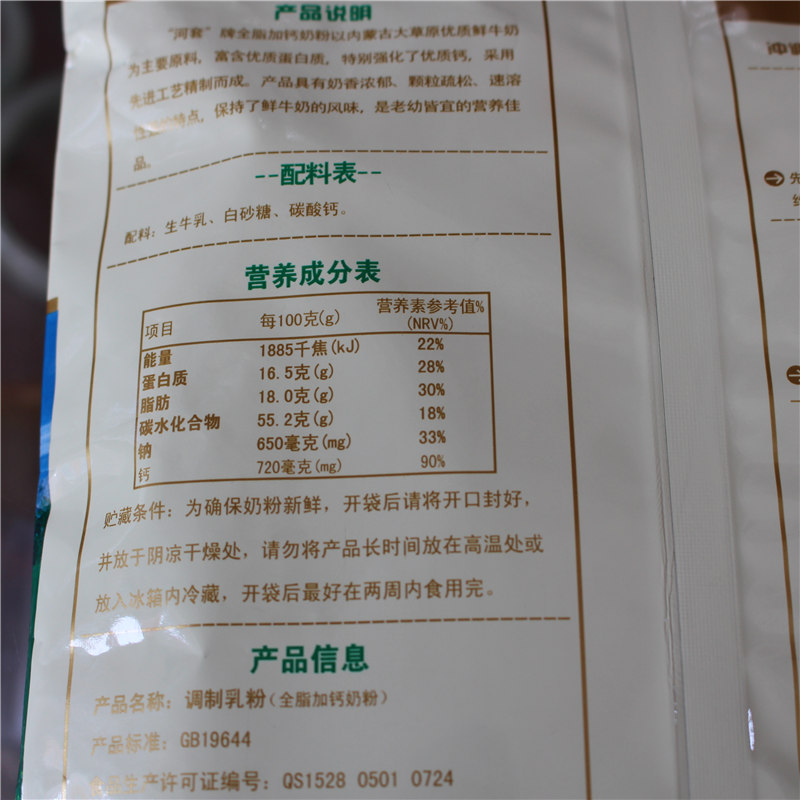 产品说明
“河套”牌全脂加钙奶粉以内蒙古大草原优质鲜牛奶
为主要原料，富含优质蛋白质，特别强化了优质钙，采用
先进工艺精制而成。产品具有奶香浓郁、颗粒疏松、速溶
性 特点，保持了鲜牛奶的风味，是老幼皆宜的营养佳
品。
--配料表--
配料：生牛乳、白砂糖、碳酸钙。
营养成分表
项目 每100克(g) 营养素参考值%
(NRV%)
能量 1885千焦(kJ) 22%
蛋白质 16.5克(g) 28%
脂肪 18.0克(g) 30%
碳水化合物 55.2克(g) 18%
钠 650毫克(mg) 33%
钙 720毫克(mg) 90%
贮藏条件：为确保奶粉新鲜，开袋后请将开口封好，
并放于阴凉干燥处，请勿将产品长时间放在高温处或
放入冰箱内冷藏，开袋后最好在两周内食用完。
产品信息
产品名称：调制乳粉（全脂加钙奶粉）
产品标准：GB19644
食品生产许可证编号：QS1528 0501 0724
冲
先